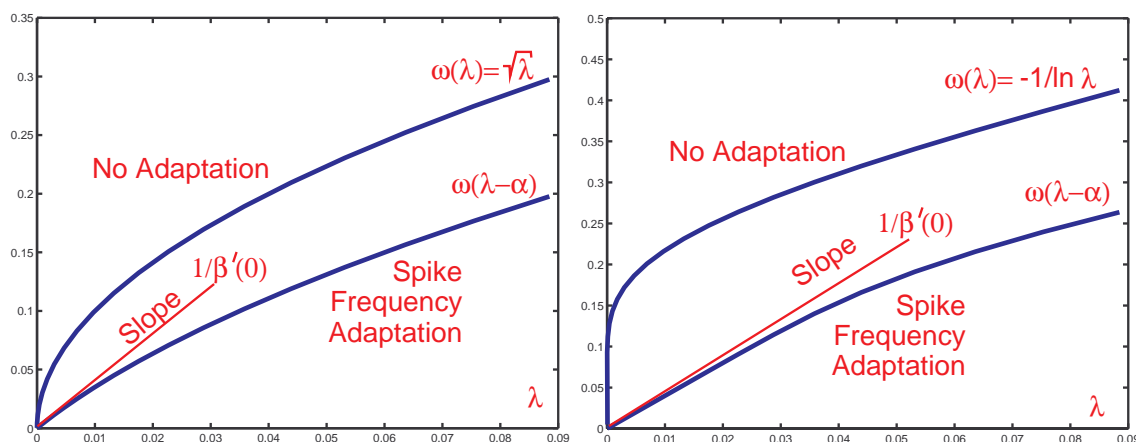 0.35
0.3
0.25
0.2
0.15
0.1
0.05
0
ω(λ)=√λ
No Adaptation
ω(λ−α)
1/β′(0)
Slope
Spike
Frequency
Adaptation
λ
0 0.01 0.02 0.03 0.04 0.05 0.06 0.07 0.08 0.09
0.5
0.45
0.4
0.35
0.3
0.25
0.2
0.15
0.1
0.05
0
ω(λ)= -1/ln λ
No Adaptation
ω(λ−α)
1/β′(0)
Slope
Spike
Frequency
Adaptation
λ
0 0.01 0.02 0.03 0.04 0.05 0.06 0.07 0.08